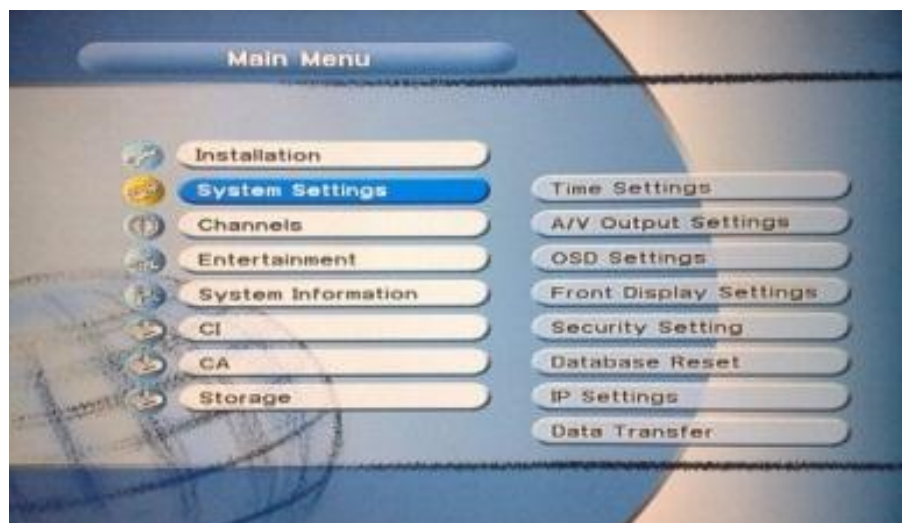 Main Menu
Installation
System Settings
Channels
Entertainment
System Information
CI
CA
Storage
Time Settings
A/V Output Settings
OSD Settings
Front Display Settings
Security Setting
Database Reset
IP Settings
Data Transfer